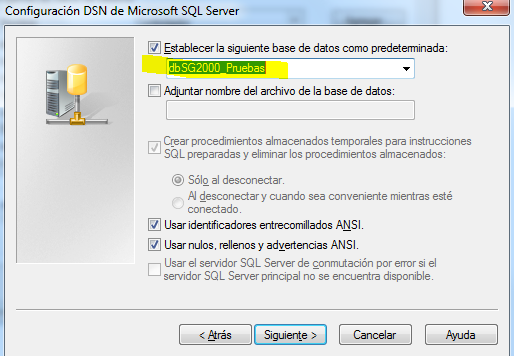 Configuración DSN de Microsoft SQL Server
Establecer la siguiente base de datos como predeterminada:
dbSG2000_Pruebas
Adjuntar nombre del archivo de la base de datos:
Crear procedimientos almacenados temporales para instrucciones
SQL preparadas y eliminar los procedimientos almacenados:
Sólo al desconectar.
Al desconectar y cuando sea conveniente mientras esté
conectado.
Usar identificadores entrecomillados ANSI.
Usar nulos, rellenos y advertencias ANSI.
Usar el servidor SQL Server de conmutación por error si el
servidor SQL Server principal no se encuentra disponible.
< Atrás
Siguiente >
Cancelar
Ayuda